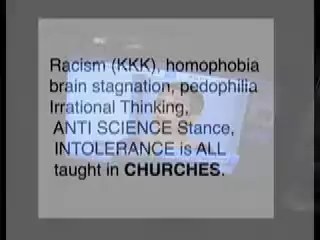 Racism (KKK), homophobia
brain stagnation, pedophilia
Irrational Thinking,
ANTI SCIENCE Stance,
INTOLERANCE is ALL
taught in CHURCHES.